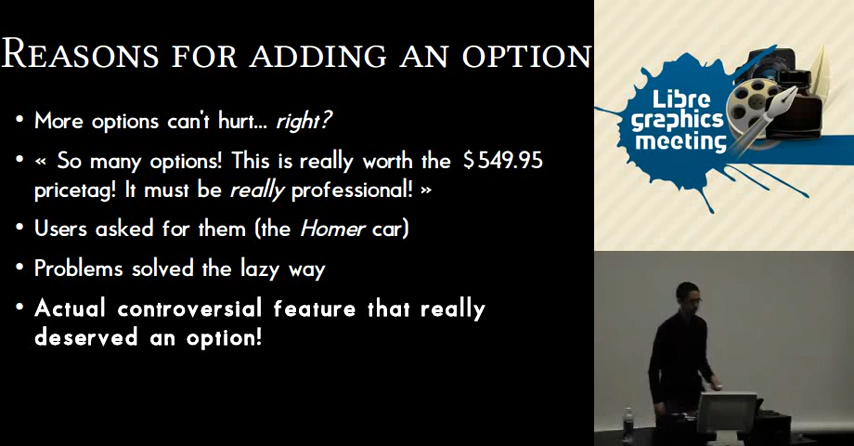 REASONS FOR ADDING AN OPTION
• More options can't hurt... right?
• « So many options! This is really worth the $549.95
pricetag! It must be really professional! »
• Users asked for them (the Homer car)
• Problems solved the lazy way
• Actual controversial feature that really
deserved an option!
Libre
graphics
meeting